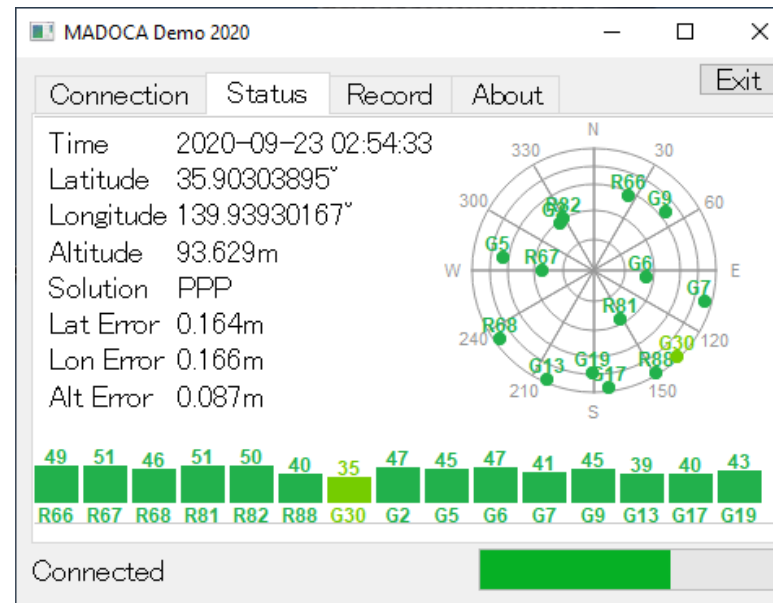 MADOCA Demo 2020
Exit
Connection Status Record About
Time 2020-09-23 02:54:33
Latitude 35.90303895°
Longitude 139.93930167°
Altitude 93.629m
Solution PPP
Lat Error 0.164m
Lon Error 0.166m
Alt Error 0.087m
N
330 30
300 60
W E
240 120
210 150
S
R66
G9
R82
G5
R67
G6
G7
R81
R68
G30
G19
R88
G13
G17
49 51 46 51 50 40 35 47 45 47 41 45 39 40 43
R66 R67 R68 R81 R82 R88 G30 G2 G5 G6 G7 G9 G13 G17 G19
Connected